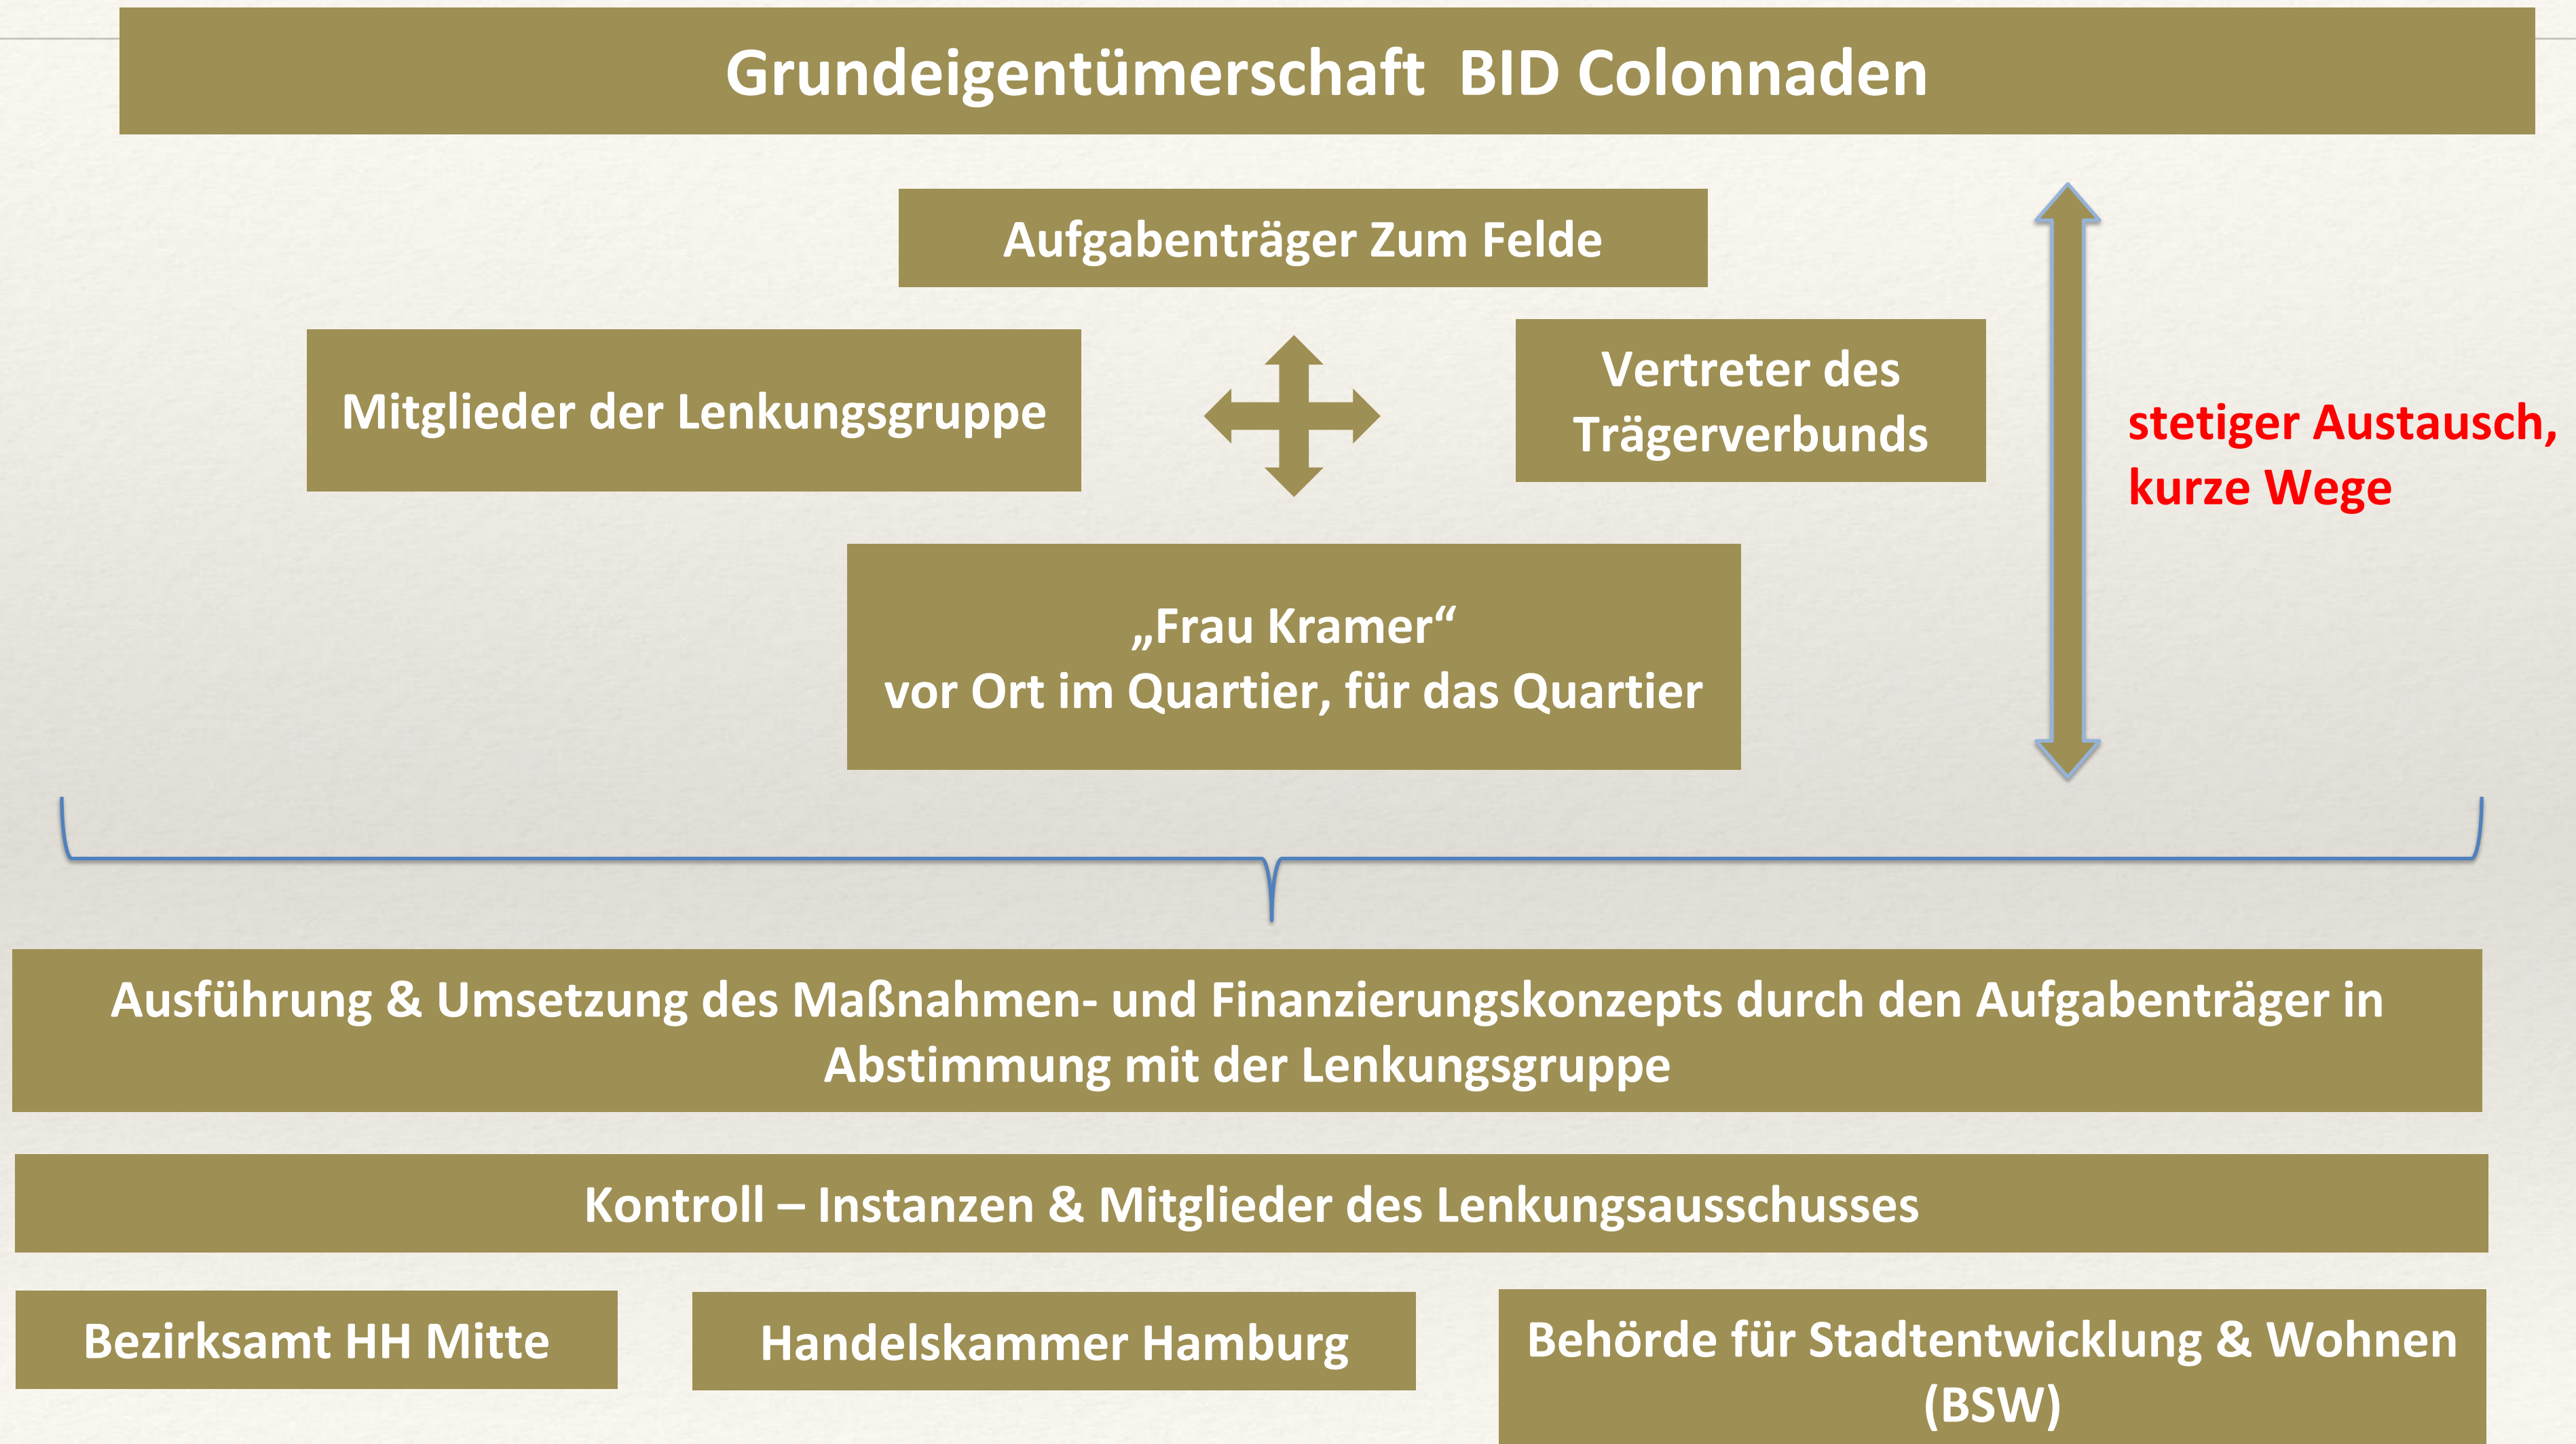 Grundeigentümerschaft BID Colonnaden
Aufgabenträger Zum Felde
Mitglieder der Lenkungsgruppe
Vertreter des
Trägerverbunds
stetiger Austausch,
kurze Wege
„Frau Kramer“
vor Ort im Quartier, für das Quartier
Ausführung & Umsetzung des Maßnahmen- und Finanzierungskonzepts durch den Aufgabenträger in
Abstimmung mit der Lenkungsgruppe
Kontroll – Instanzen & Mitglieder des Lenkungsausschusses
Bezirksamt HH Mitte
Handelskammer Hamburg
Behörde für Stadtentwicklung & Wohnen
(BSW)